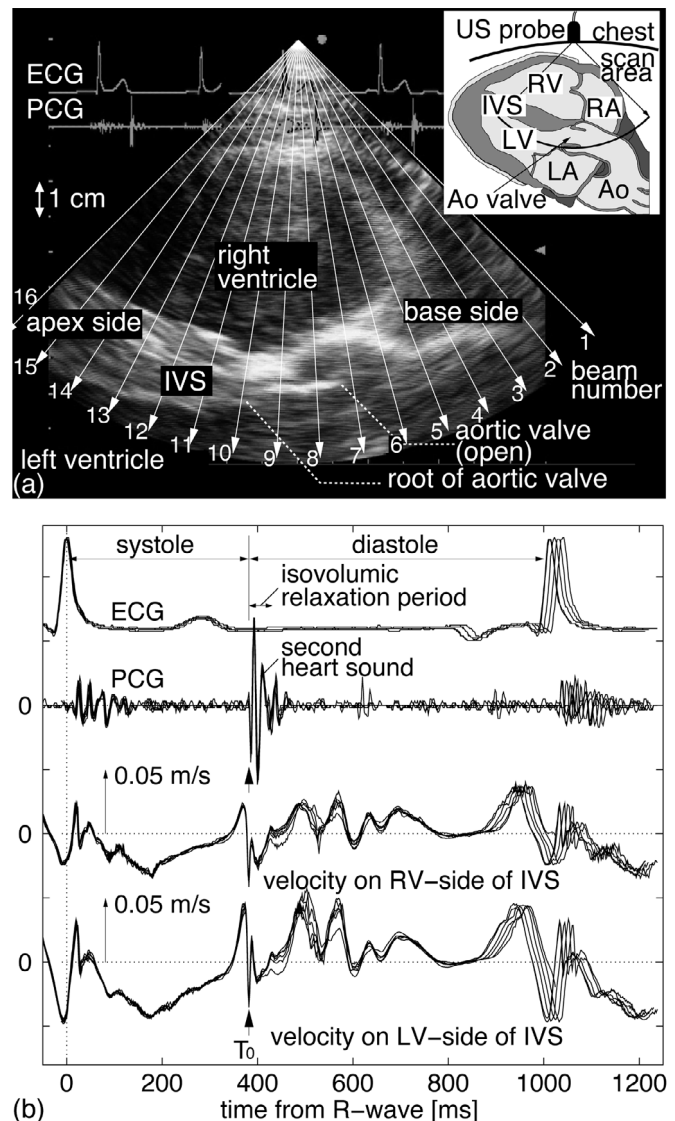 US probe
chest
scan
area
ECG
PCG
RV
IVS
RA
LV
LA
Ao
Ao valve
1 cm
right
ventricle
base side
16
apex side
1
15
IVS
2
beam
number
14
3
13
4
12
5
aortic valve
(open)
11
10
9
8
7
6
left ventricle
root of aortic valve
(a)
systole
diastole
isovolumic
relaxation period
ECG
second
heart sound
PCG
0
0.05 m/s
0
velocity on RV-side of IVS
0.05 m/s
0
velocity on LV-side of IVS
T0
0
200
400
600
800
1000
1200
(b)
time from R-wave [ms]